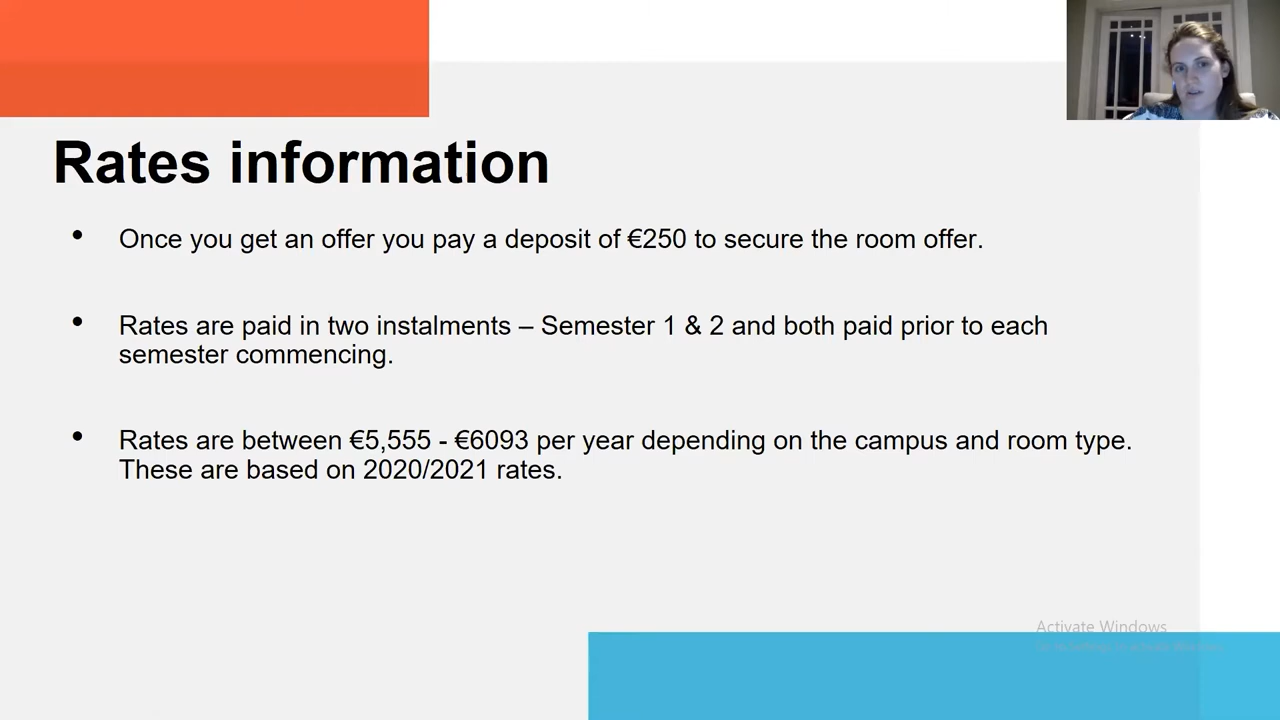 Rates information
• Once you get an offer you pay a deposit of €250 to secure the room offer.
• Rates are paid in two instalments – Semester 1 & 2 and both paid prior to each
semester commencing.
• Rates are between €5,555 - €6093 per year depending on the campus and room type.
These are based on 2020/2021 rates.
Activate Windows